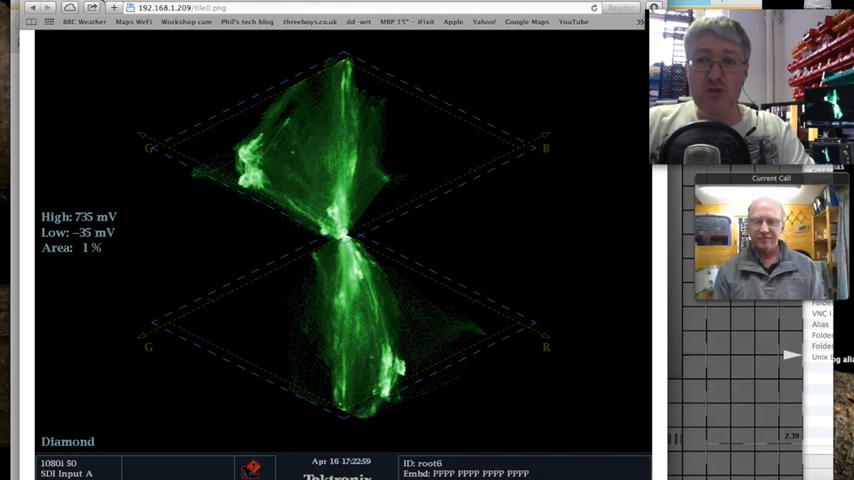 192.168.1.209/tile0.png
Reader
BBC Weather
Maps WeFi
Workshop cam
Phil's tech blog
threeboys.co.uk
dd-wrt
MBP 15" - iFixit
Apple
Yahoo!
Google Maps
YouTube
G
B
High: 735 mV
Low: -35 mV
Area: 1 %
G
R
Diamond
1080i 50
SDI Input A
Apr 16 17:22:59
Tektronix
ID: root6
Embd: PPPP PPPP PPPP PPPP
Current Call
Folder
VNC
Alias
Folder
Folder
Unix
2.39